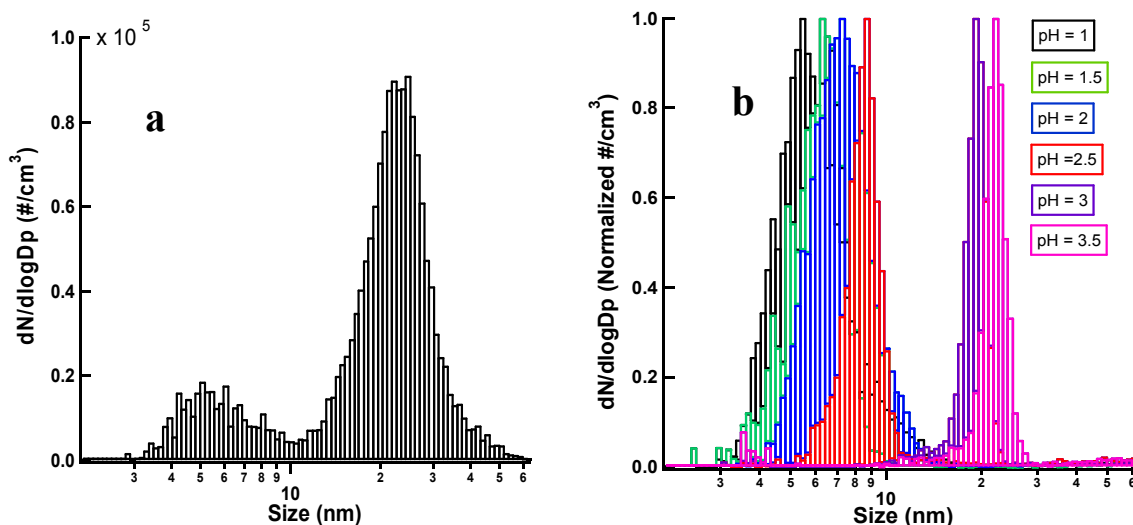 x 10 5
1.0
0.8
0.6
0.4
0.2
0.0
dN/dlogDp (#/cm3)
a
3 4 5 6 7 8 9 10 2 3 4 5 6
Size (nm)
1.0
0.8
0.6
0.4
0.2
0.0
dN/dlogDp (Normalized #/cm3)
b
pH = 1
pH = 1.5
pH = 2
pH =2.5
pH = 3
pH = 3.5
3 4 5 6 7 8 9 10 2 3 4 5 6
Size (nm)